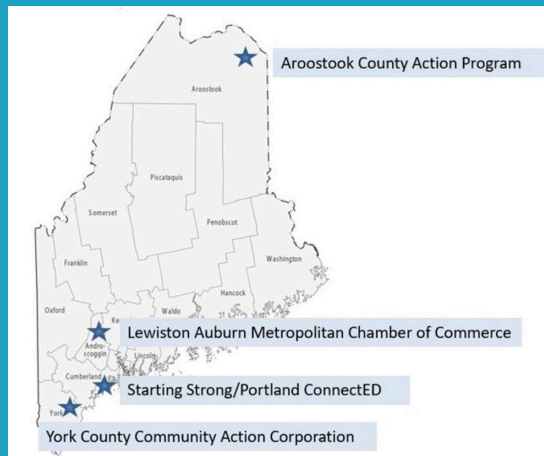 Aroostook County Action Program
Aroostook
Piscataquis
Somerset
Penobscot
Washington
Franklin
Hancock
Oxford
Waldo
Ke
Lewiston Auburn Metropolitan Chamber of Commerce
Andro-
scoggin
Lincoln
Cumberland
Starting Strong/Portland ConnectED
York
York County Community Action Corporation